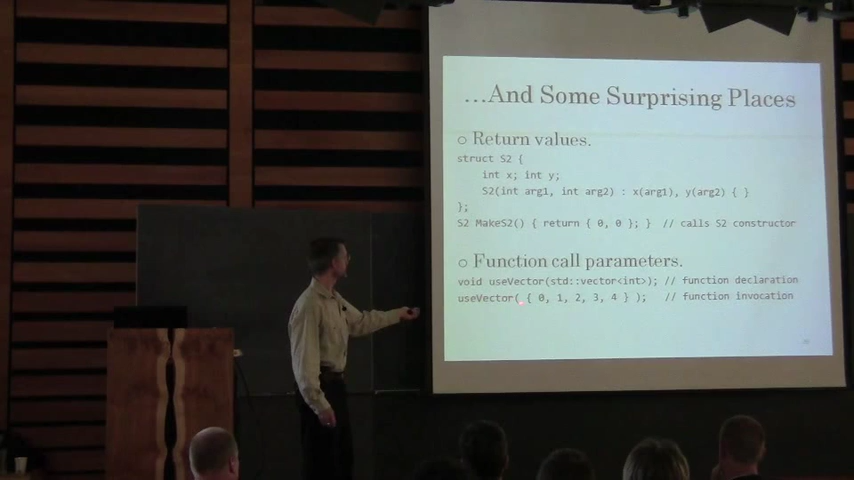 ...And Some Surprising Places
○ Return values.
struct S2 {
int x; int y;
S2(int arg1, int arg2) : x(arg1), y(arg2) { }
};
S2 MakeS2() { return { 0, 0 }; } // calls S2 constructor
○ Function call parameters.
void useVector(std::vector<int>); // function declaration
useVector( { 0, 1, 2, 3, 4 } ); // function invocation